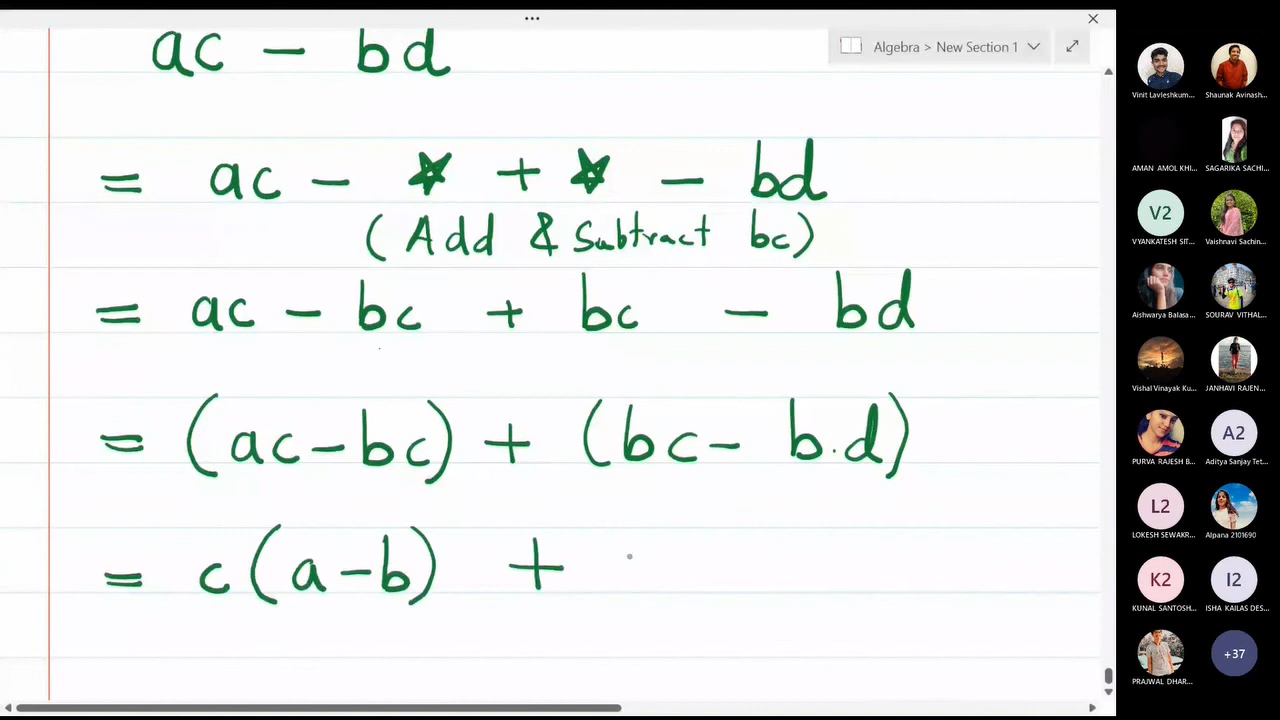 ...
Algebra > New Section 1
ac - bd
= ac - ★ + ★ - bd
(Add & Subtract bc)
= ac - bc + bc - bd
= (ac - bc) + (bc - b.d)
= c(a - b) +
Vinit Lavleshkum... Shaunak Avinash...
AMAN AMOL KHI... SAGARIKA SACHI...
V2
VYANKATESH SIT... Vaishnavi Sachin...
Aishwarya Balasa... SOURAV VITHAL...
Vishal Vinayak Ku... JANHAVI RAJEN...
A2
PURVA RAJESH B... Aditya Sanjay Tet...
L2
LOKESH SEWAKR... Alpana 2101690
K2 I2
KUNAL SANTOSH... ISHA KAILAS DES...
+37
PRAJWAL DHAR...